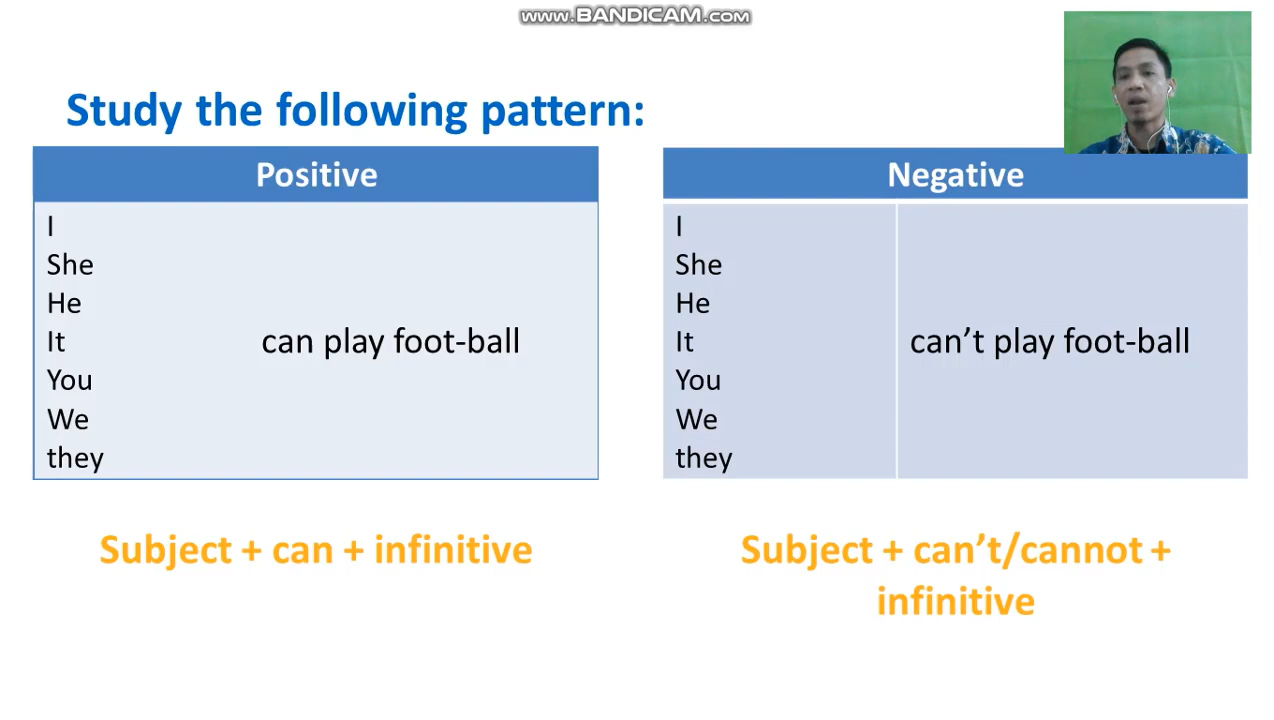 www.BANDICAM.com
Study the following pattern:
Positive
I
She
He
It
You
We
they
can play foot-ball
Subject + can + infinitive
Negative
I
She
He
It
You
We
they
can’t play foot-ball
Subject + can’t/cannot +
infinitive